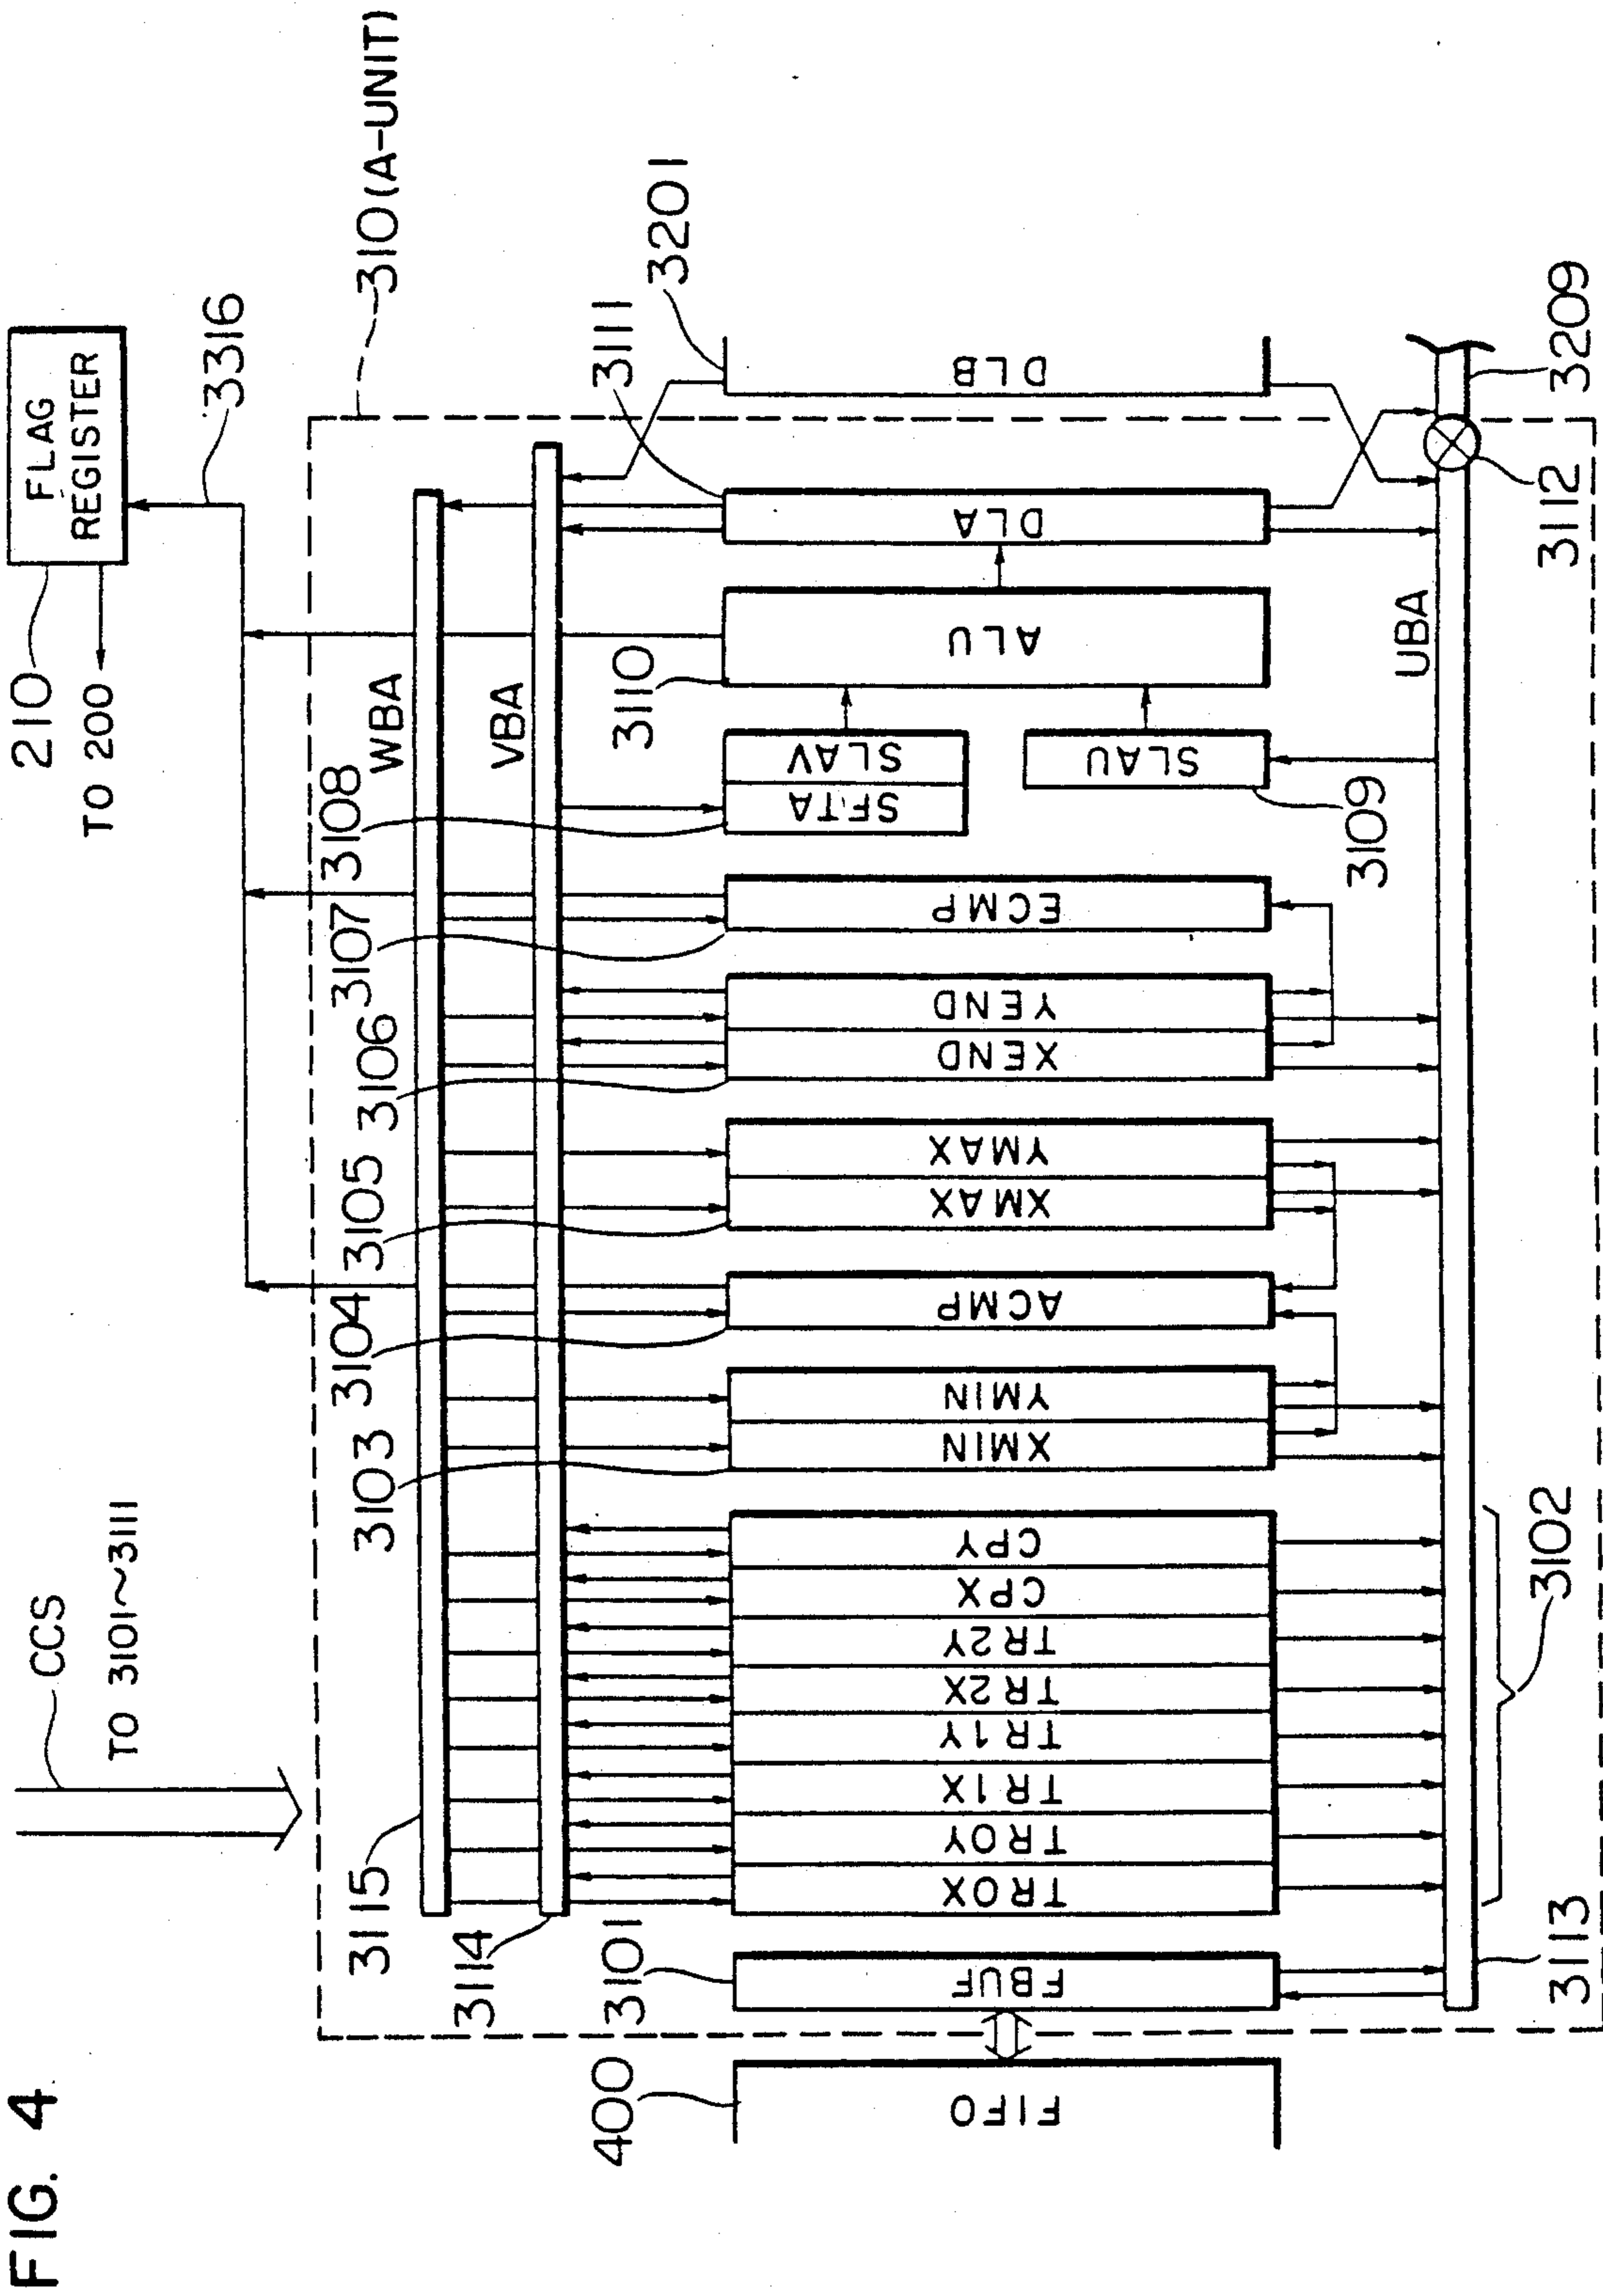 FIG. 4
CCS
TO 3101~3111
FLAG
REGISTER
210
TO 200
3316
310 (A-UNIT)
3115
WBA
3114
VBA
3103
3104
3105
3106
3107
3108
3110
3111
3201
400
FIFO
3101
FBUF
TR0X
TR0Y
TR1X
TR1Y
TR2X
TR2Y
CPX
CPY
XMIN
YMIN
ACMP
XMAX
YMAX
XEND
YEND
ECMP
SFTA
SLAV
SLAU
3109
ALU
DLA
DLB
UBA
3113
3102
3112
3209